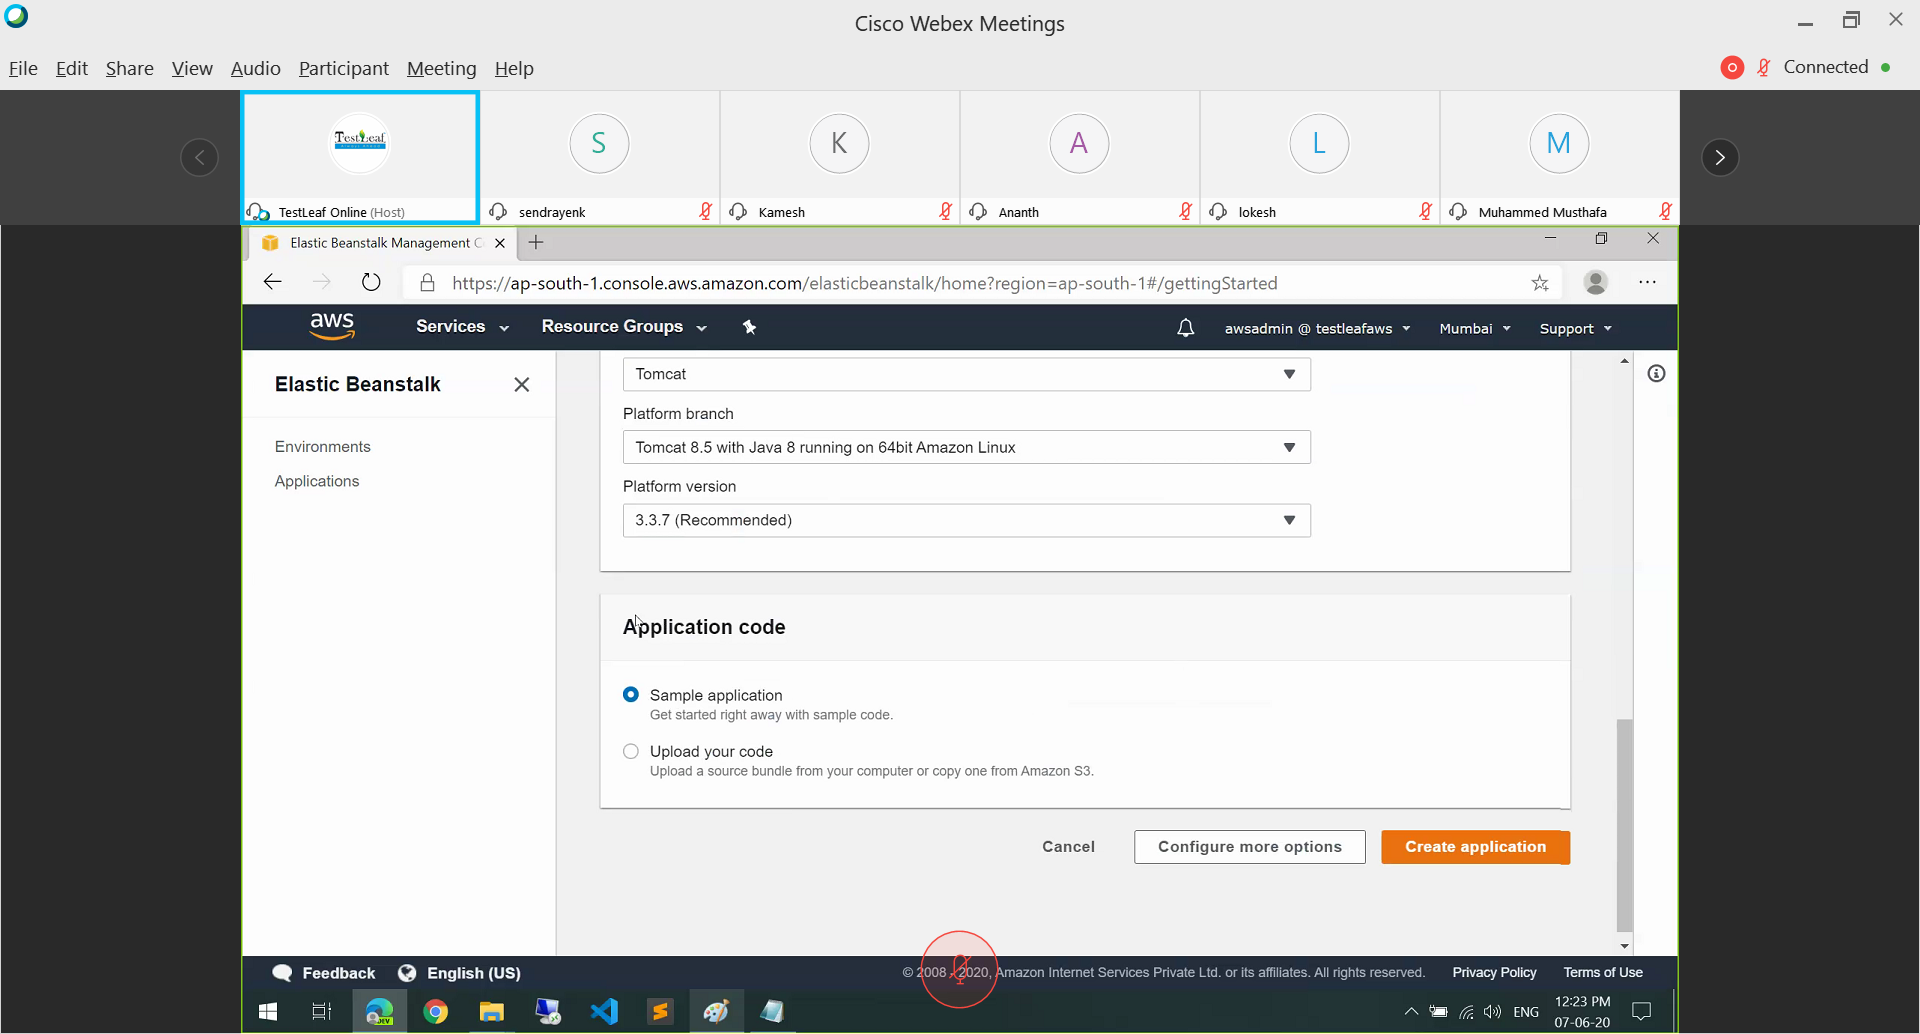 Cisco Webex Meetings
File Edit Share View Audio Participant Meeting Help
Connected
TestLeaf
S
K
A
L
M
TestLeaf Online (Host)
sendrayenk
Kamesh
Ananth
lokesh
Muhammed Musthafa
Elastic Beanstalk Management C
https://ap-south-1.console.aws.amazon.com/elasticbeanstalk/home?region=ap-south-1#/gettingStarted
aws
Services
Resource Groups
awsadmin @ testleafaws
Mumbai
Support
Elastic Beanstalk
Environments
Applications
Tomcat
Platform branch
Tomcat 8.5 with Java 8 running on 64bit Amazon Linux
Platform version
3.3.7 (Recommended)
Application code
Sample application
Get started right away with sample code.
Upload your code
Upload a source bundle from your computer or copy one from Amazon S3.
Cancel
Configure more options
Create application
Feedback
English (US)
© 2008 - 2020, Amazon Internet Services Private Ltd. or its affiliates. All rights reserved.
Privacy Policy
Terms of Use
DEV
ENG
12:23 PM
07-06-20